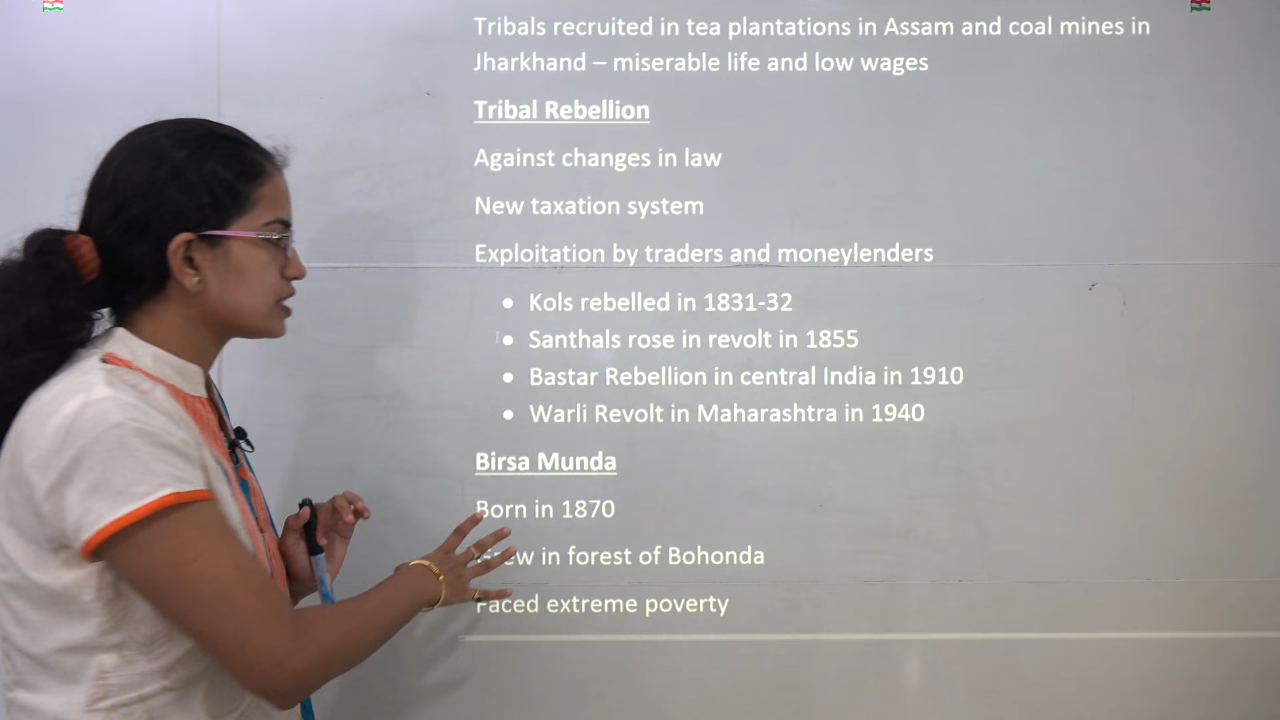 Tribals recruited in tea plantations in Assam and coal mines in
Jharkhand – miserable life and low wages
Tribal Rebellion
Against changes in law
New taxation system
Exploitation by traders and moneylenders
• Kols rebelled in 1831-32
• Santhals rose in revolt in 1855
• Bastar Rebellion in central India in 1910
• Warli Revolt in Maharashtra in 1940
Birsa Munda
Born in 1870
Grew in forest of Bohonda
Faced extreme poverty